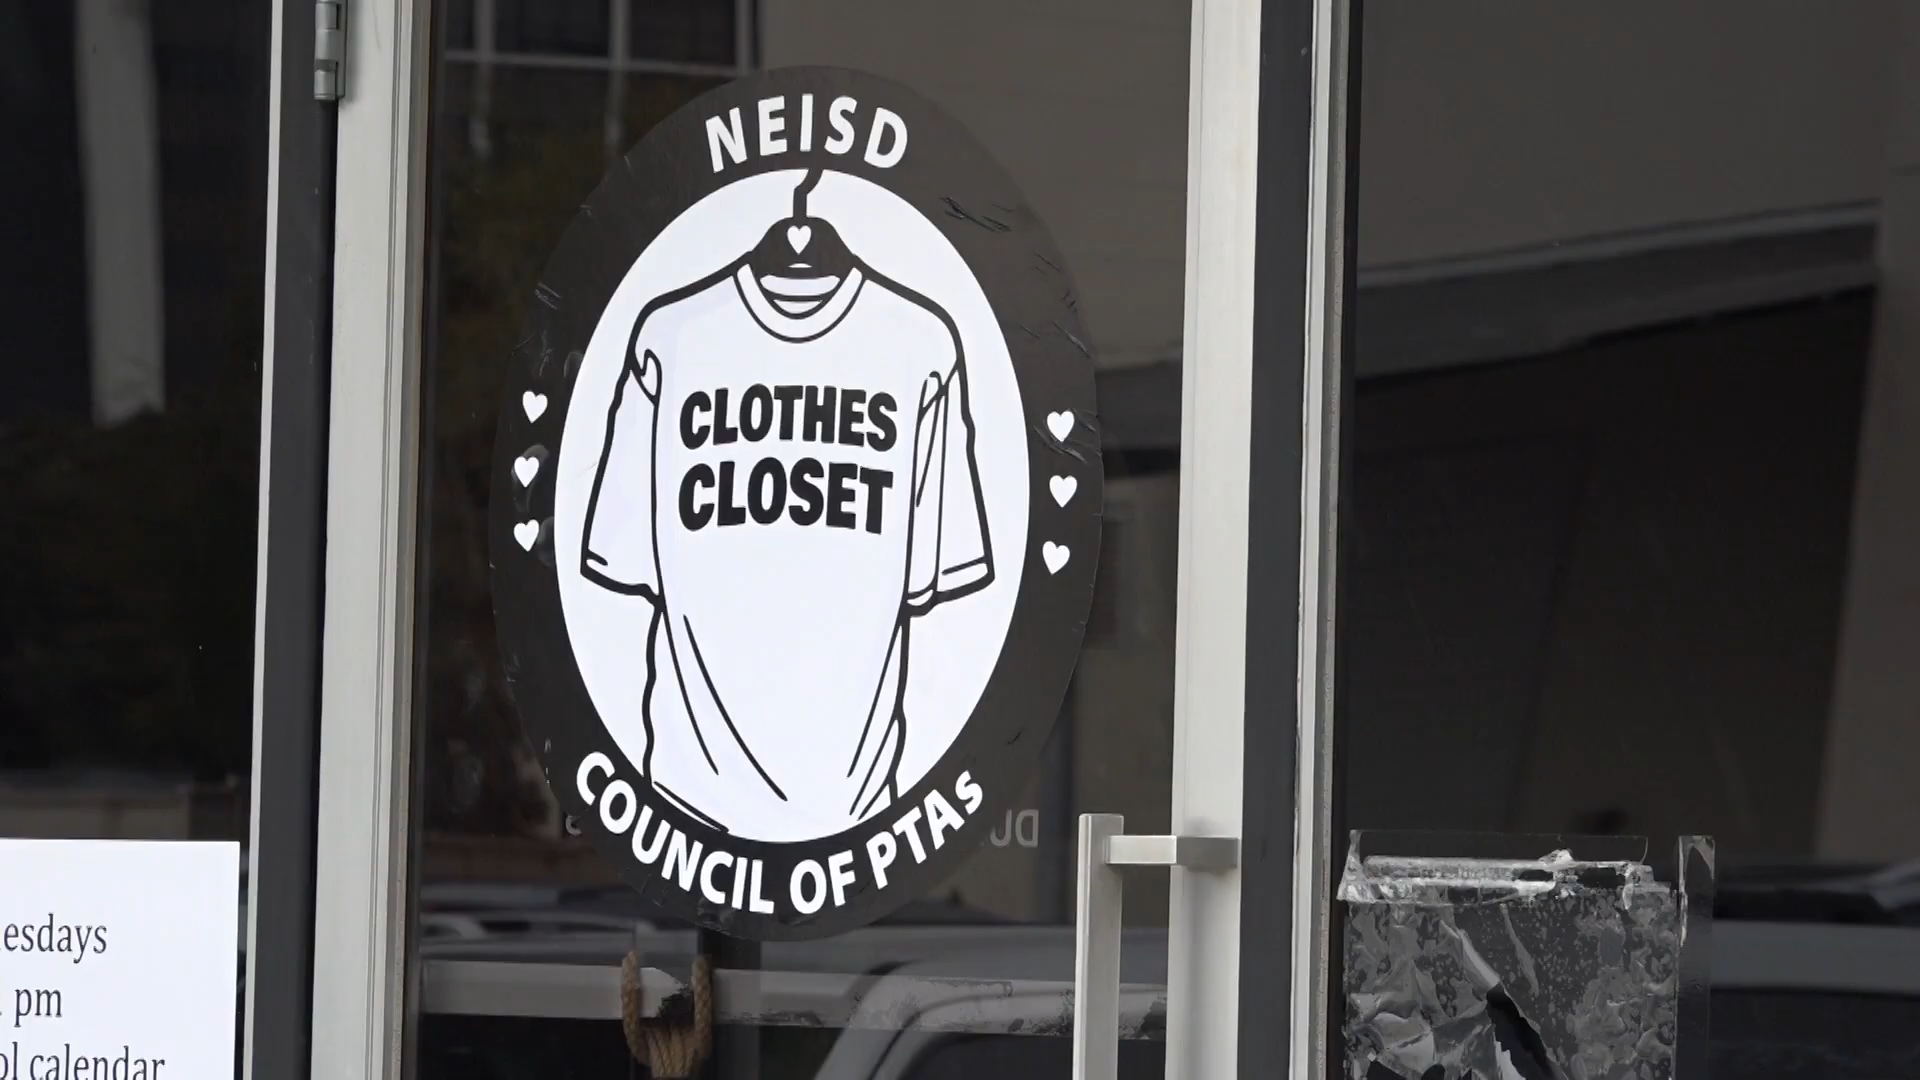 NEISD
CLOTHES
CLOSET
COUNCIL OF PTAs
esdays
pm
calendar